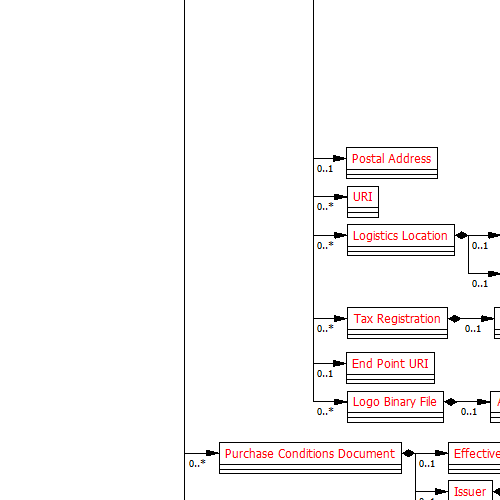 Postal Address
0..1
URI
0..*
Logistics Location
0..* 0..1
0..1
Tax Registration
0..* 0..1
End Point URI
0..1
Logo Binary File
0..* 0..1
Purchase Conditions Document Effective
0..* 0..1
Issuer